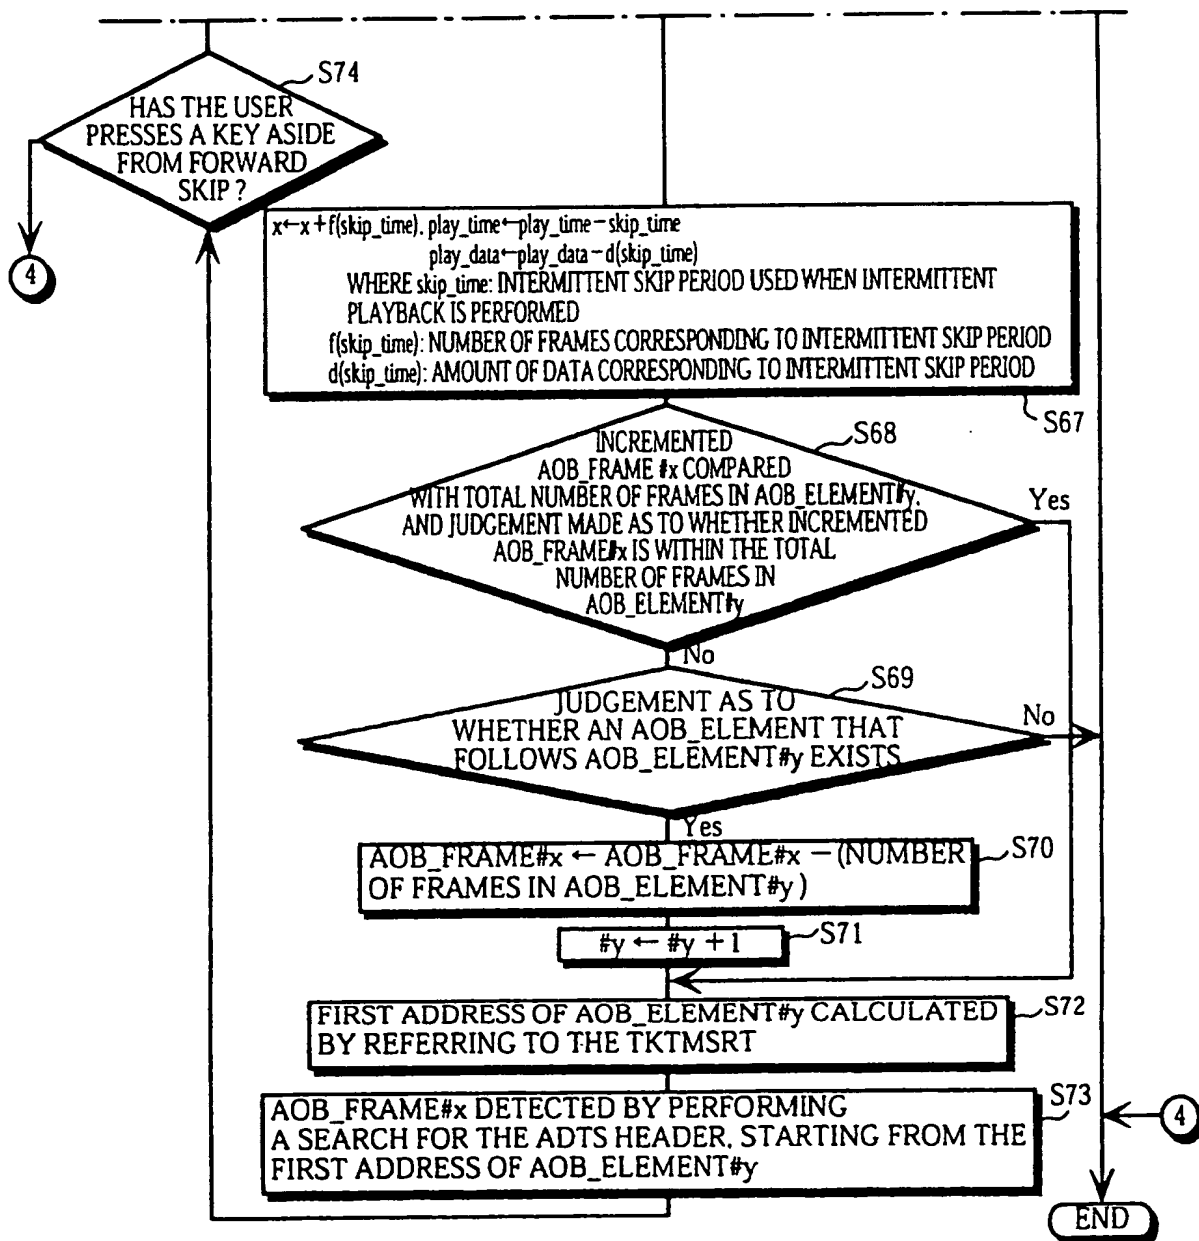 S74
HAS THE USER
PRESSES A KEY ASIDE
FROM FORWARD
SKIP ?
4
x←x+f(skip_time), play_time←play_time−skip_time
play_data←play_data−d(skip_time)
WHERE skip_time: INTERMITTENT SKIP PERIOD USED WHEN INTERMITTENT
PLAYBACK IS PERFORMED
f(skip_time): NUMBER OF FRAMES CORRESPONDING TO INTERMITTENT SKIP PERIOD
d(skip_time): AMOUNT OF DATA CORRESPONDING TO INTERMITTENT SKIP PERIOD
S67
S68
INCREMENTED
AOB_FRAME #x COMPARED
WITH TOTAL NUMBER OF FRAMES IN AOB_ELEMENT#y,
AND JUDGEMENT MADE AS TO WHETHER INCREMENTED
AOB_FRAME#x IS WITHIN THE TOTAL
NUMBER OF FRAMES IN
AOB_ELEMENT#y
Yes
No
S69
JUDGEMENT AS TO
WHETHER AN AOB_ELEMENT THAT
FOLLOWS AOB_ELEMENT#y EXISTS
No
Yes
AOB_FRAME#x ← AOB_FRAME#x − (NUMBER
OF FRAMES IN AOB_ELEMENT#y )
S70
#y ← #y + 1
S71
FIRST ADDRESS OF AOB_ELEMENT#y CALCULATED
BY REFERRING TO THE TKTMSRT
S72
AOB_FRAME#x DETECTED BY PERFORMING
A SEARCH FOR THE ADTS HEADER, STARTING FROM THE
FIRST ADDRESS OF AOB_ELEMENT#y
S73
4
END